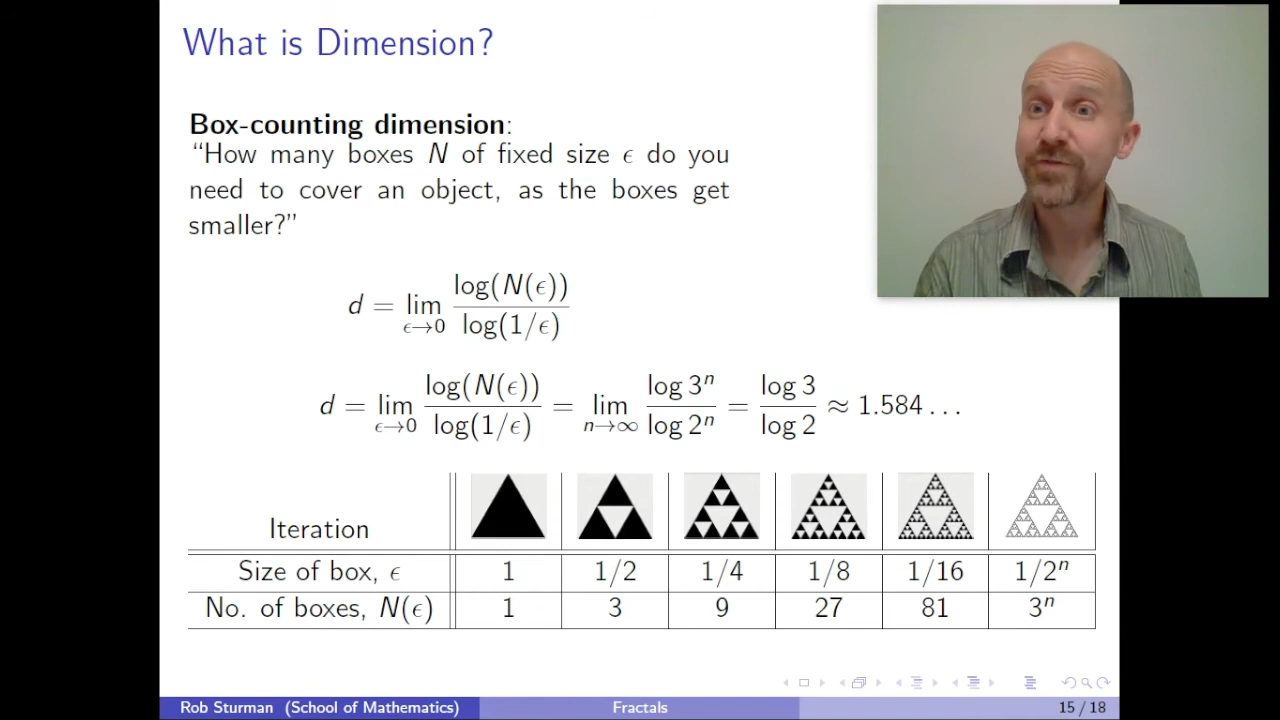 What is Dimension?
Box-counting dimension:
“How many boxes N of fixed size ϵ do you
need to cover an object, as the boxes get
smaller?”
d = lim_{ϵ→0} log(N(ϵ)) / log(1/ϵ)
d = lim_{ϵ→0} log(N(ϵ)) / log(1/ϵ) = lim_{n→∞} log 3^n / log 2^n = log 3 / log 2 ≈ 1.584 . . .
Iteration
Size of box, ϵ 1 1/2 1/4 1/8 1/16 1/2^n
No. of boxes, N(ϵ) 1 3 9 27 81 3^n
Rob Sturman (School of Mathematics) Fractals 15 / 18